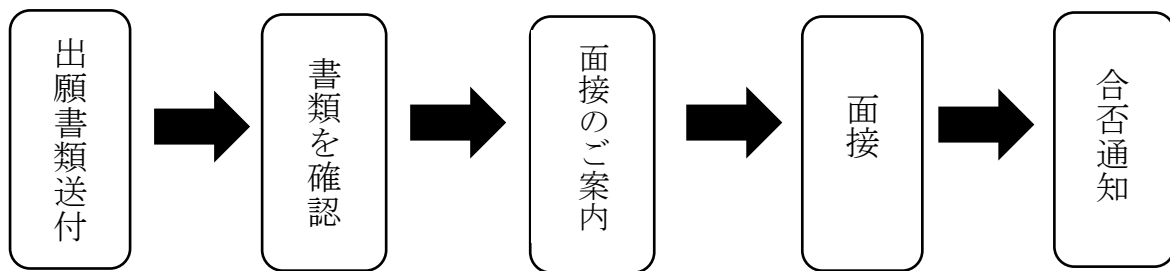 出願書類送付
書類を確認
面接のご案内
面接
合否通知